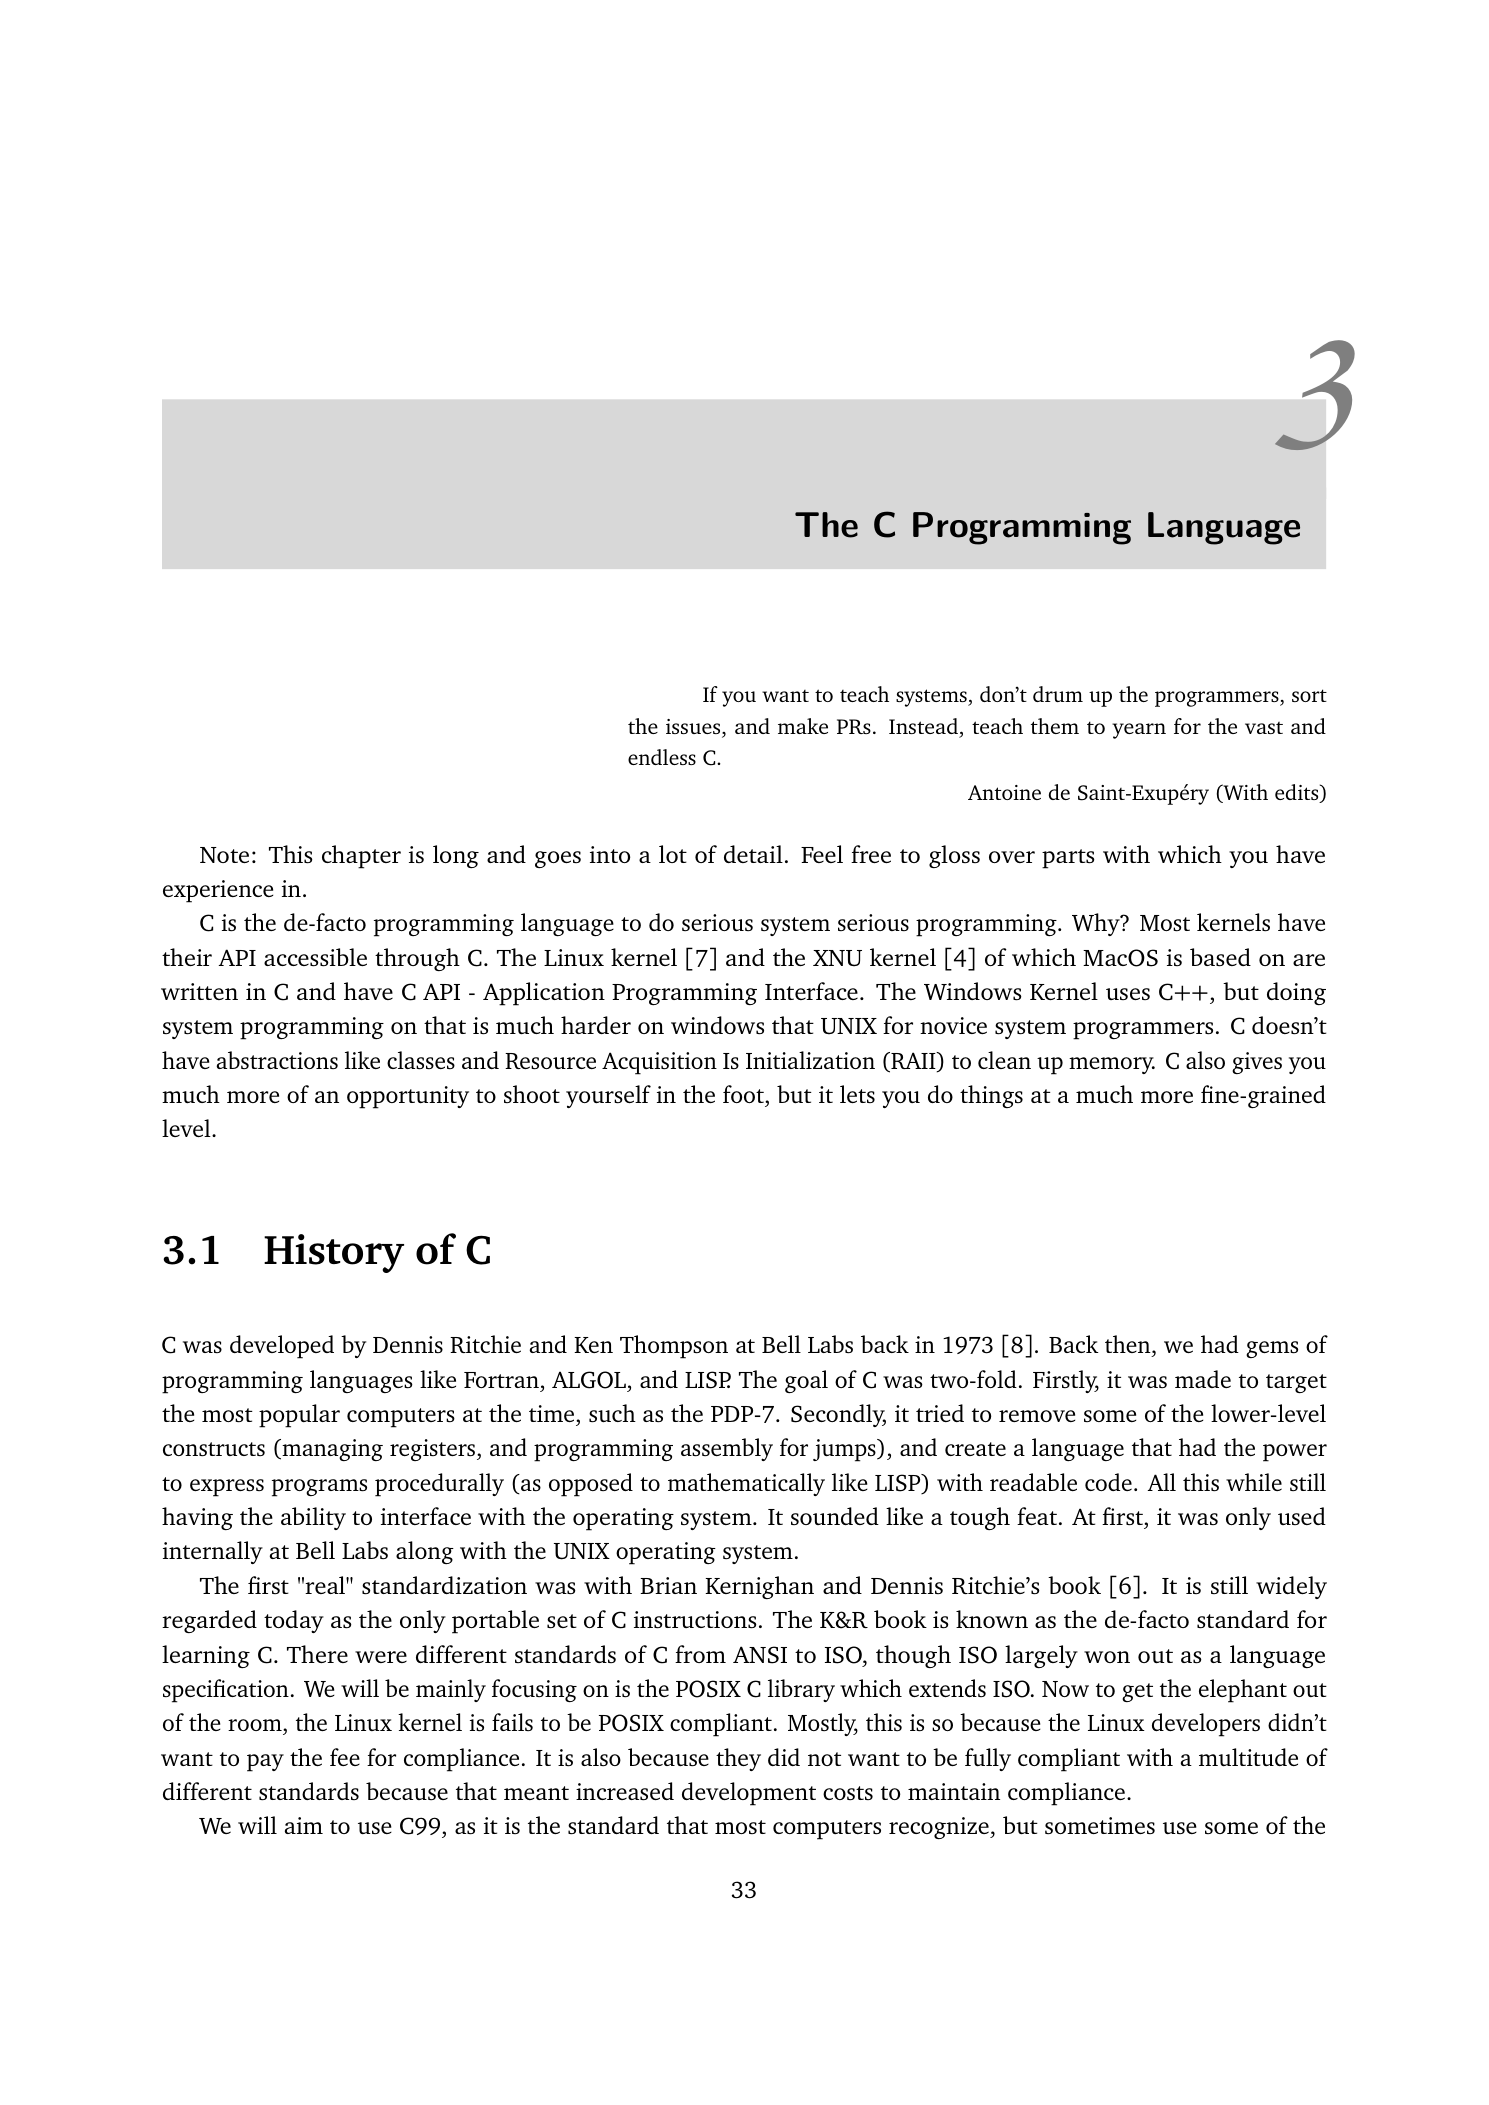 3
The C Programming Language
If you want to teach systems, don't drum up the programmers, sort
the issues, and make PRs. Instead, teach them to yearn for the vast and
endless C.
Antoine de Saint-Exupéry (With edits)
Note: This chapter is long and goes into a lot of detail. Feel free to gloss over parts with which you have
experience in.
C is the de-facto programming language to do serious system serious programming. Why? Most kernels have
their API accessible through C. The Linux kernel [7] and the XNU kernel [4] of which MacOS is based on are
written in C and have C API - Application Programming Interface. The Windows Kernel uses C++, but doing
system programming on that is much harder on windows that UNIX for novice system programmers. C doesn't
have abstractions like classes and Resource Acquisition Is Initialization (RAII) to clean up memory. C also gives you
much more of an opportunity to shoot yourself in the foot, but it lets you do things at a much more fine-grained
level.
3.1 History of C
C was developed by Dennis Ritchie and Ken Thompson at Bell Labs back in 1973 [8]. Back then, we had gems of
programming languages like Fortran, ALGOL, and LISP. The goal of C was two-fold. Firstly, it was made to target
the most popular computers at the time, such as the PDP-7. Secondly, it tried to remove some of the lower-level
constructs (managing registers, and programming assembly for jumps), and create a language that had the power
to express programs procedurally (as opposed to mathematically like LISP) with readable code. All this while still
having the ability to interface with the operating system. It sounded like a tough feat. At first, it was only used
internally at Bell Labs along with the UNIX operating system.
The first "real" standardization was with Brian Kernighan and Dennis Ritchie's book [6]. It is still widely
regarded today as the only portable set of C instructions. The K&R book is known as the de-facto standard for
learning C. There were different standards of C from ANSI to ISO, though ISO largely won out as a language
specification. We will be mainly focusing on is the POSIX C library which extends ISO. Now to get the elephant out
of the room, the Linux kernel is fails to be POSIX compliant. Mostly, this is so because the Linux developers didn't
want to pay the fee for compliance. It is also because they did not want to be fully compliant with a multitude of
different standards because that meant increased development costs to maintain compliance.
We will aim to use C99, as it is the standard that most computers recognize, but sometimes use some of the
33